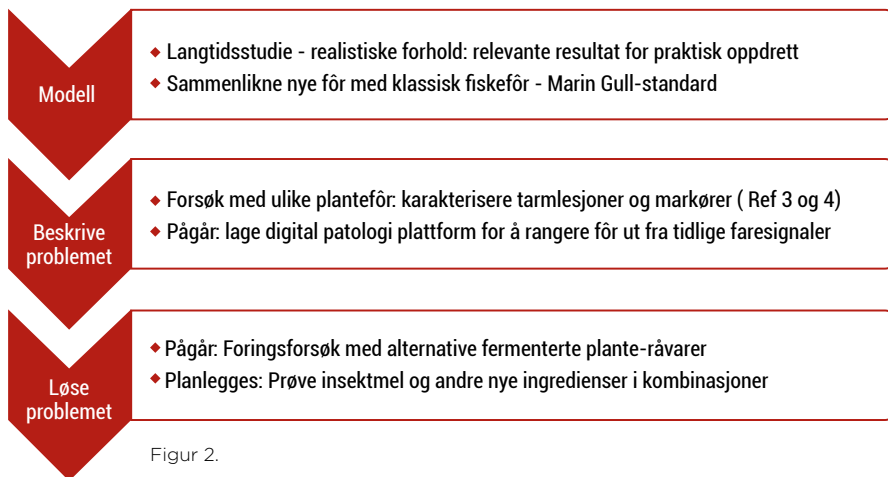 Modell
◆ Langtidsstudie - realistiske forhold: relevante resultat for praktisk oppdrett
◆ Sammenlikne nye fôr med klassisk fiskefôr - Marin Gull-standard
Beskrive
problemet
◆ Forsøk med ulike plantefôr: karakterisere tarmlesjoner og markører ( Ref 3 og 4)
◆ Pågår: lage digital patologi plattform for å rangere fôr ut fra tidlige faresignaler
Løse
problemet
◆ Pågår: Foringsforsøk med alternative fermenterte plante-råvarer
◆ Planlegges: Prøve insektmel og andre nye ingredienser i kombinasjoner
Figur 2.